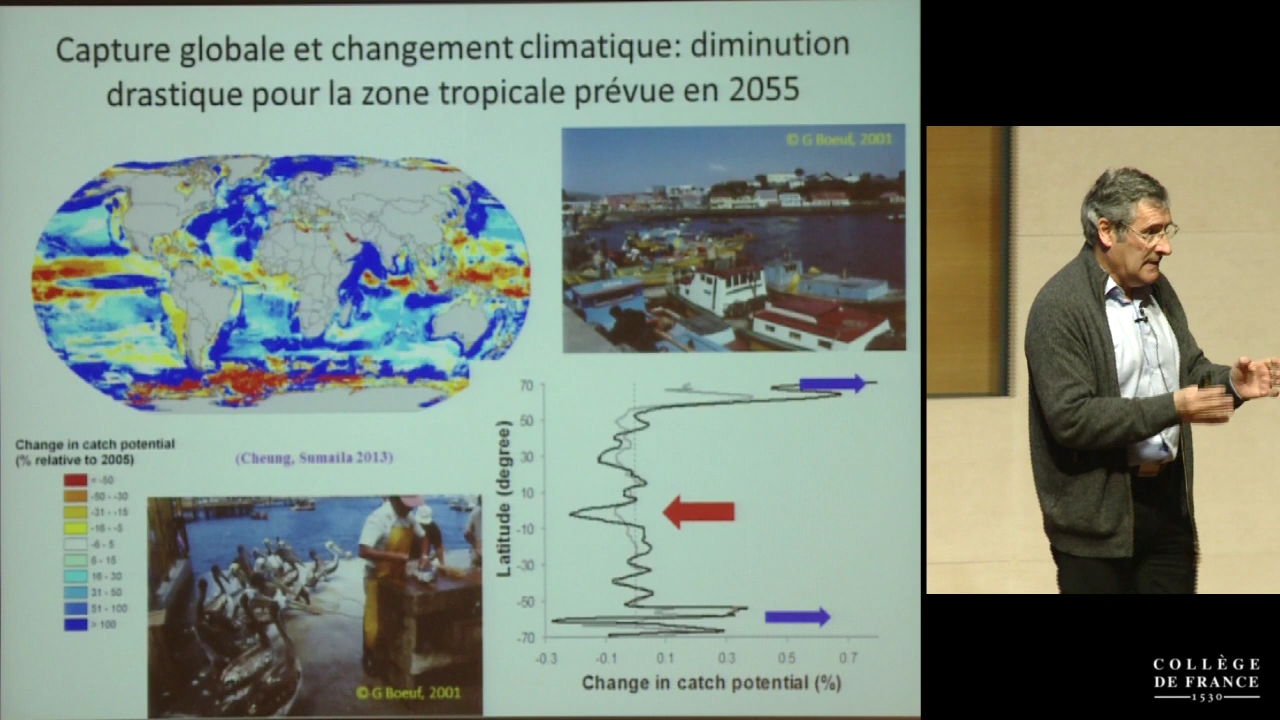 Capture globale et changement climatique: diminution
drastique pour la zone tropicale prévue en 2055
© G Boeuf, 2001
Change in catch potential
(% relative to 2005)
(Cheung, Sumaila 2013)
< -50
-50 - -30
-31 - -15
-16 - -5
-5 - 5
6 - 15
16 - 30
31 - 50
51 - 100
> 100
© G Boeuf, 2001
Latitude (degree)
70
50
30
10
-10
-30
-50
-70
-0.3 -0.1 0.1 0.3 0.5 0.7
Change in catch potential (%)
COLLÈGE
DE FRANCE
1530